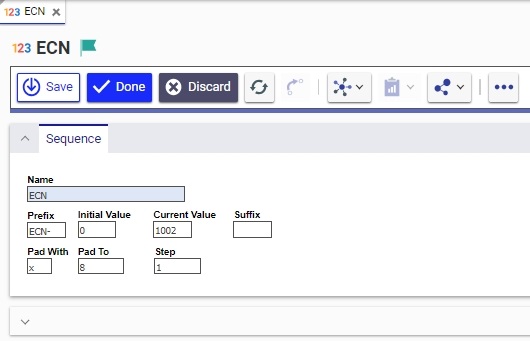 123 ECN
123 ECN
Save Done Discard
Sequence
Name
ECN
Prefix Initial Value Current Value Suffix
ECN- 0 1002
Pad With Pad To Step
x 8 1